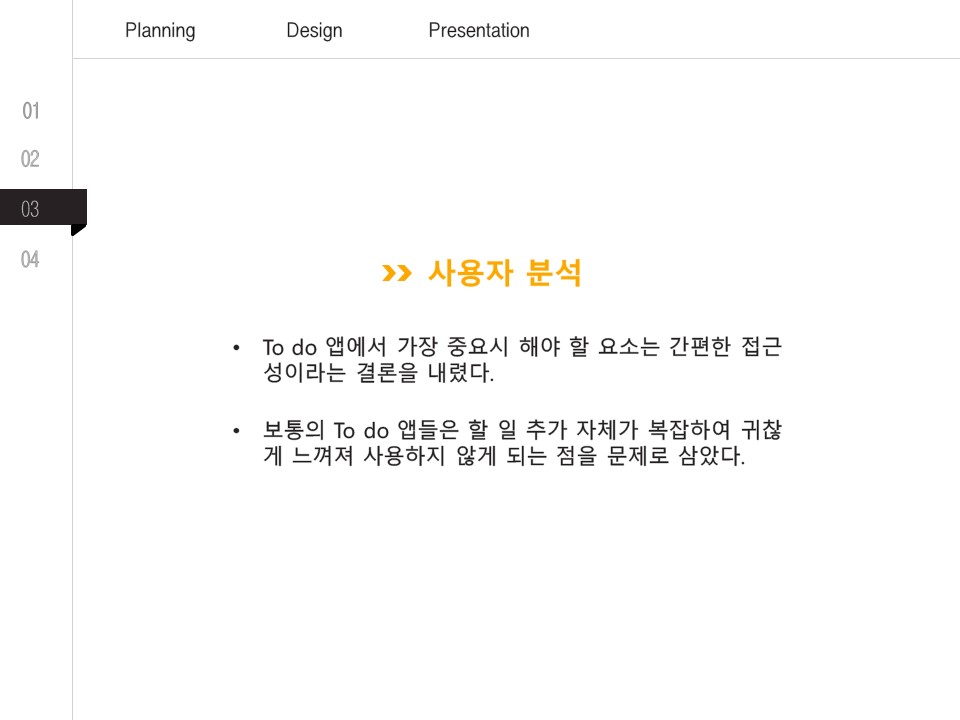 Planning Design Presentation
01
02
03
04
사용자 분석
• To do 앱에서 가장 중요시 해야 할 요소는 간편한 접근
성이라는 결론을 내렸다.
• 보통의 To do 앱들은 할 일 추가 자체가 복잡하여 귀찮
게 느껴져 사용하지 않게 되는 점을 문제로 삼았다.